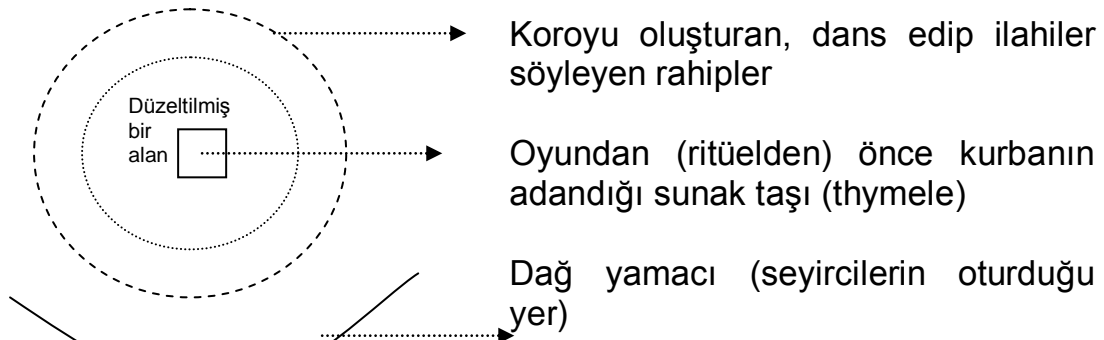 Koroyu oluşturan, dans edip ilahiler
söyleyen rahipler
Düzeltilmiş
bir
alan
Oyundan (ritüelden) önce kurbanın
adandığı sunak taşı (thymele)
Dağ yamacı (seyircilerin oturduğu
yer)